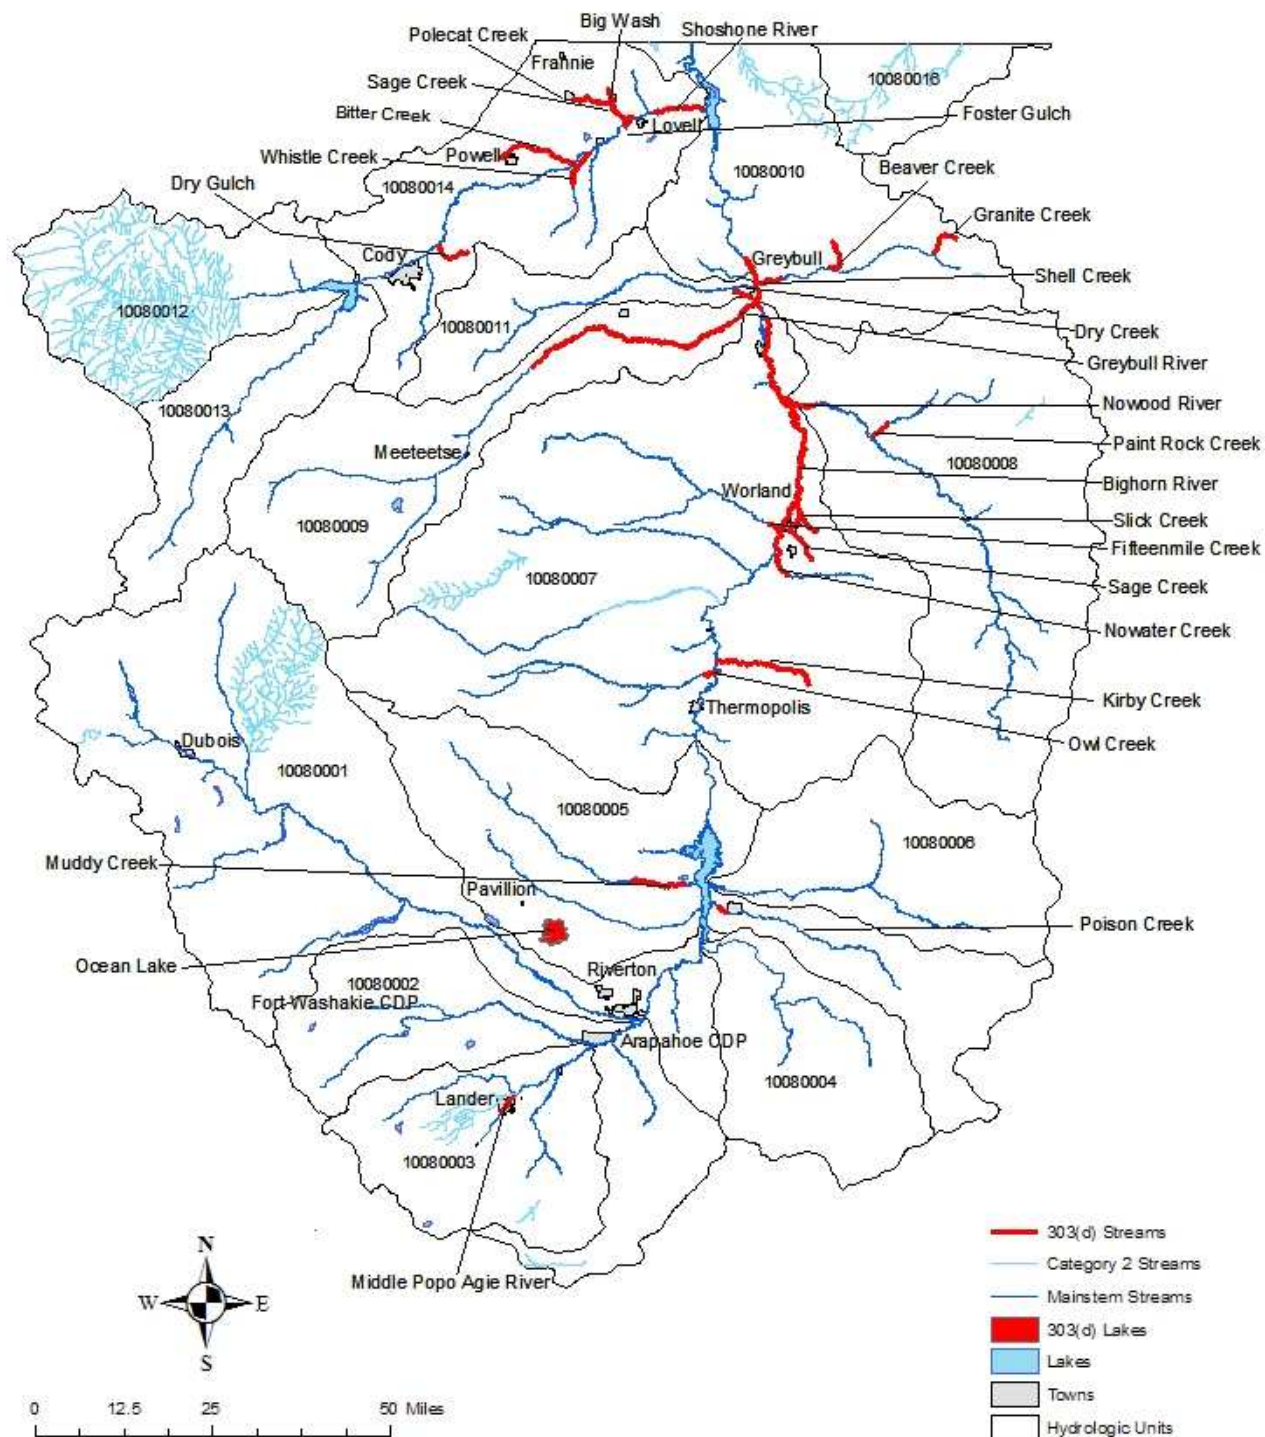 Big Wash
Polecat Creek
Shoshone River
Frannie
Sage Creek
10080016
Bitter Creek
Foster Gulch
Lovell
Whistle Creek
Powell
Beaver Creek
10080010
Dry Gulch
10080014
Granite Creek
Cody
Greybull
Shell Creek
10080012
10080011
Dry Creek
Greybull River
10080013
Nowood River
Meeteetse
Paint Rock Creek
10080008
Bighorn River
Worland
10080009
Slick Creek
Fifteenmile Creek
10080007
Sage Creek
Nowater Creek
Kirby Creek
Thermopolis
Dubois
Owl Creek
10080001
10080005
10080006
Muddy Creek
Pavillion
Poison Creek
Ocean Lake
Riverton
10080002
Fort Washakie CDP
Arapahoe CDP
10080004
Lander
10080003
Middle Popo Agie River
303(d) Streams
Category 2 Streams
Mainstem Streams
303(d) Lakes
Lakes
Towns
Hydrologic Units
N
W E
S
0 12.5 25 50 Miles